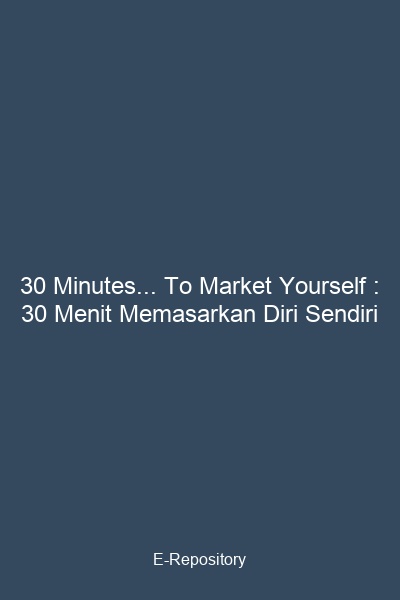 30 Minutes... To Market Yourself :
30 Menit Memasarkan Diri Sendiri
E-Repository